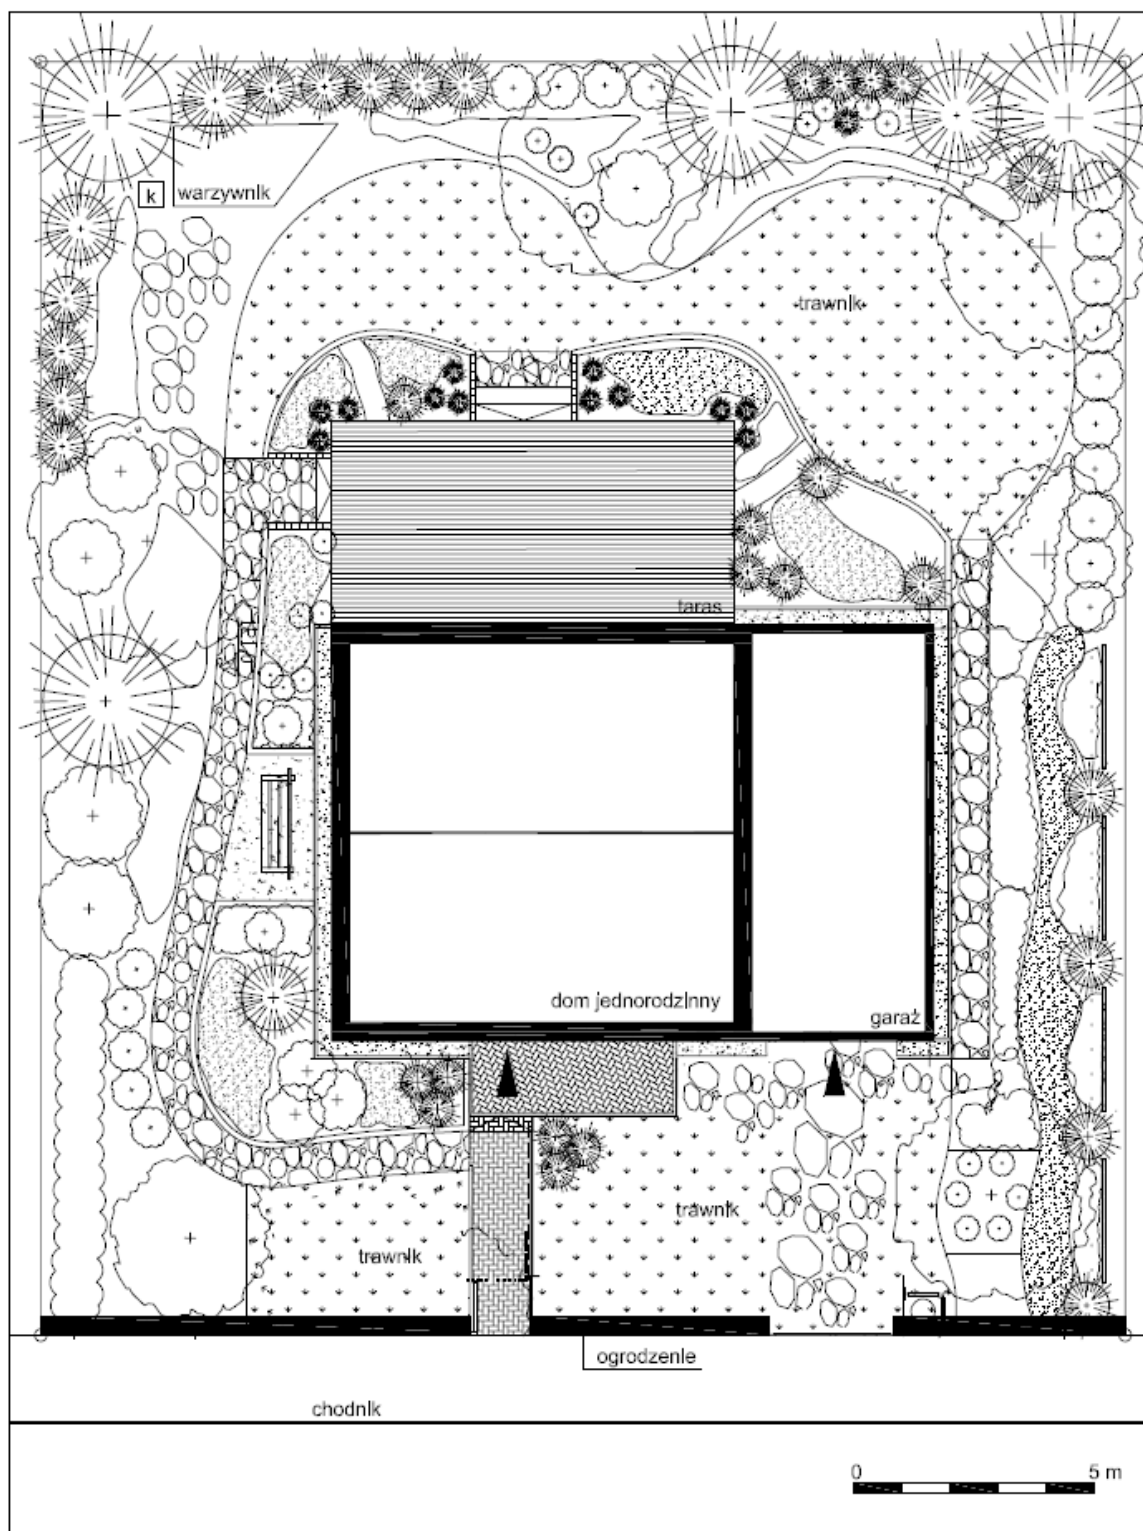 k
warzywnik
trawnik
taras
dom jednorodzinny
garaż
trawnik
trawnik
ogrodzenie
chodnik
0 5 m